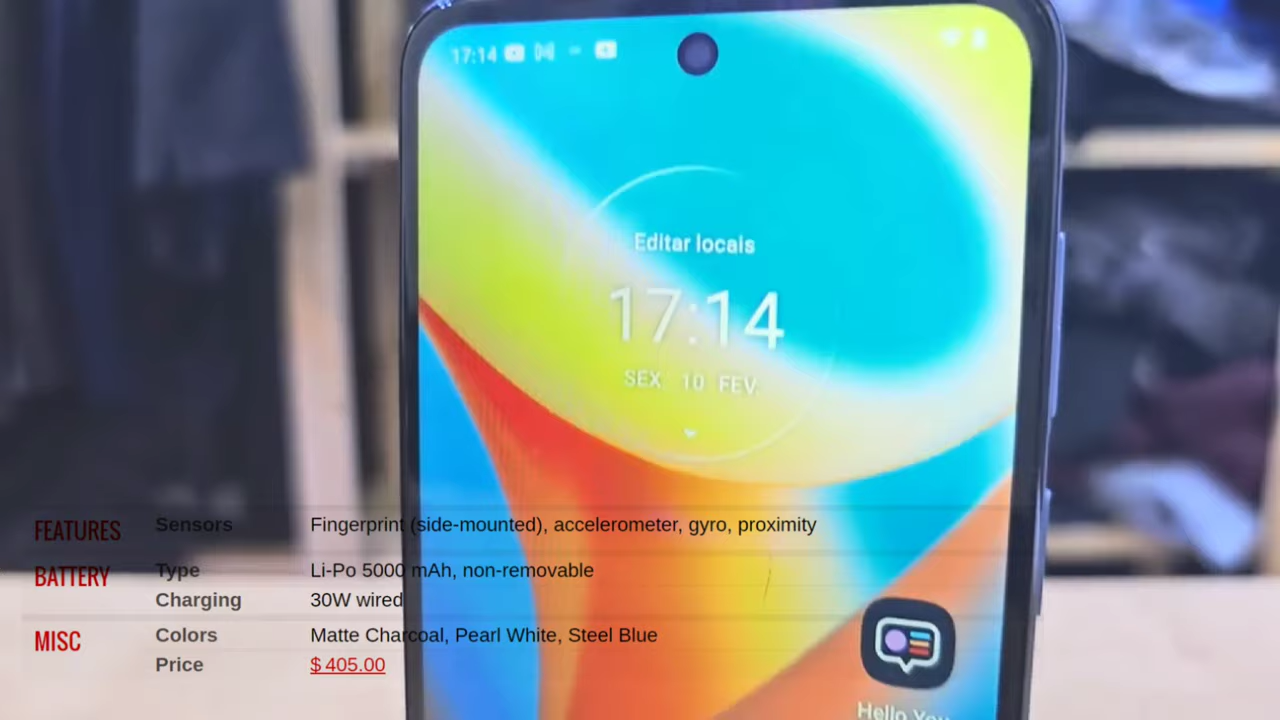 17:14
Editar locais
17:14
SEX 10 FEV.
FEATURES Sensors Fingerprint (side-mounted), accelerometer, gyro, proximity
BATTERY Type Li-Po 5000 mAh, non-removable
Charging 30W wired
MISC Colors Matte Charcoal, Pearl White, Steel Blue
Price $ 405.00
Hello You